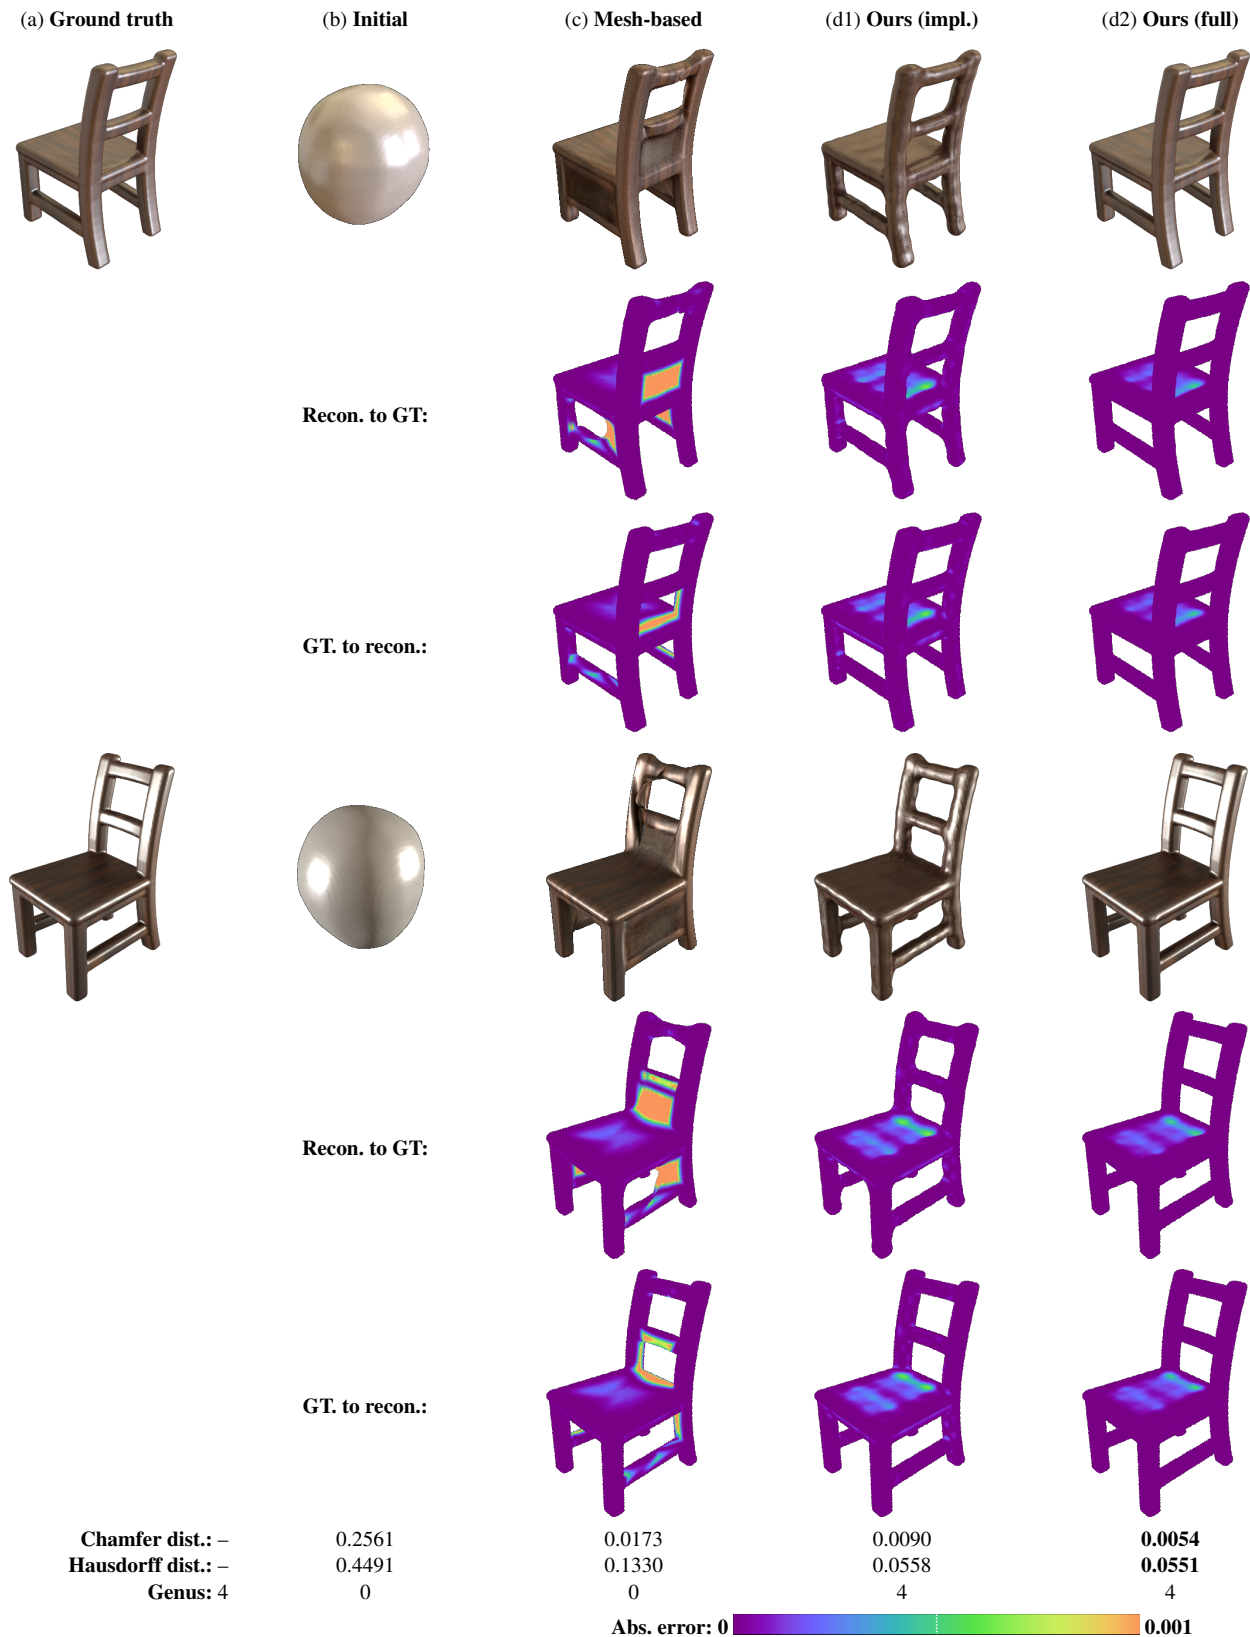 (a) Ground truth (b) Initial (c) Mesh-based (d1) Ours (impl.) (d2) Ours (full)
Recon. to GT:
GT. to recon.:
Recon. to GT:
GT. to recon.:
Chamfer dist.: – 0.2561 0.0173 0.0090 0.0054
Hausdorff dist.: – 0.4491 0.1330 0.0558 0.0551
Genus: 4 0 0 4 4
Abs. error: 0 0.001